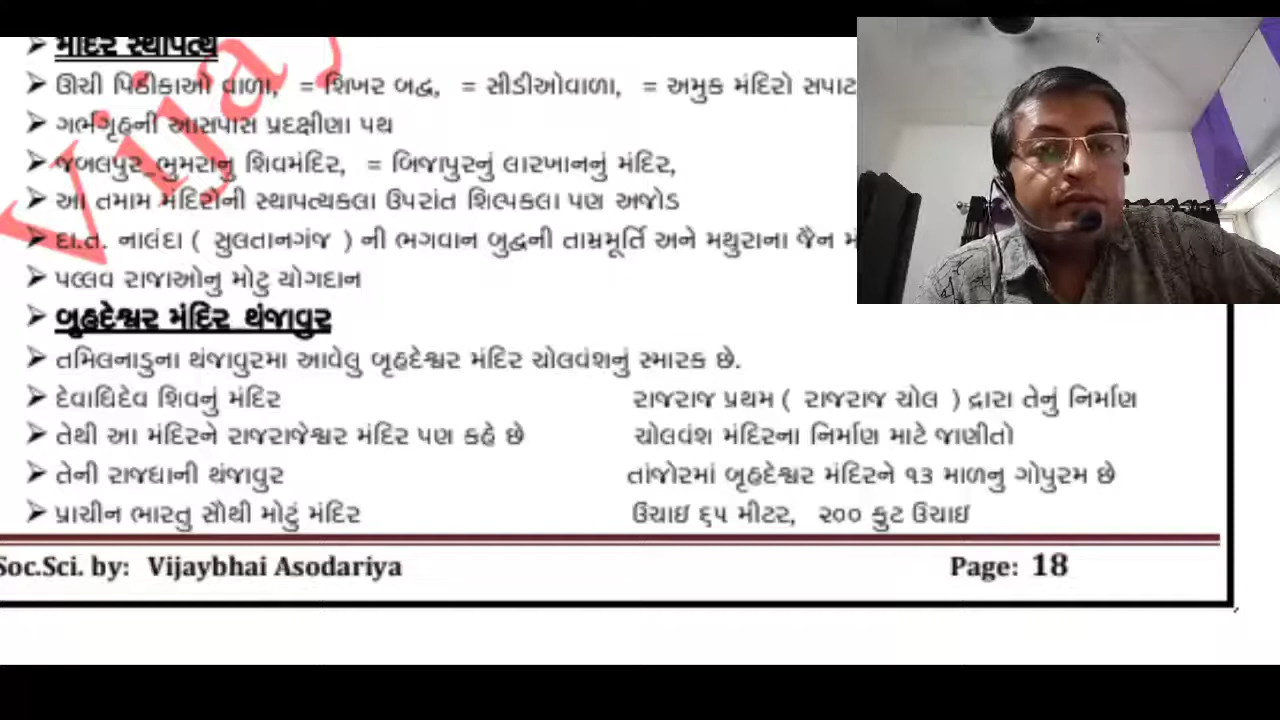 ➤ મંદિર સ્થાપત્ય
➤ ઊંચી પિઠીકાઓ વાળા, = શિખર બદ્ધ, = સીડીઓવાળા, = અમુક મંદિરો સપાટ
➤ ગર્ભગૃહની આસપાસ પ્રદક્ષીણા પથ
➤ જબલપુર_ભુમરાનુ શિવમંદિર, = બિજાપુરનું લારખાનનું મંદિર,
➤ આ તમામ મંદિરોની સ્થાપત્યકલા ઉપરાંત શિલ્પકલા પણ અજોડ
➤ દા.ત. નાલંદા ( સુલતાનગંજ ) ની ભગવાન બુદ્ધની તામ્રમૂર્તિ અને મથુરાના જૈન
➤ પલ્લવ રાજાઓનુ મોટુ યોગદાન
➤ બૃહદેશ્વર મંદિર થંજાવુર
➤ તમિલનાડુના થંજાવુરમા આવેલુ બૃહદેશ્વર મંદિર ચોલવંશનું સ્મારક છે.
➤ દેવાધિદેવ શિવનું મંદિર રાજરાજ પ્રથમ ( રાજરાજ ચોલ ) દ્વારા તેનું નિર્માણ
➤ તેથી આ મંદિરને રાજરાજેશ્વર મંદિર પણ કહે છે ચોલવંશ મંદિરના નિર્માણ માટે જાણીતો
➤ તેની રાજધાની થંજાવુર તાંજોરમાં બૃહદેશ્વર મંદિરને ૧૩ માળનુ ગોપુરમ છે
➤ પ્રાચીન ભારતુ સૌથી મોટું મંદિર ઉંચાઇ ૬૫ મીટર, ૨૦૦ ફુટ ઉંચાઇ
Soc.Sci. by: Vijaybhai Asodariya Page: 18
Vijay